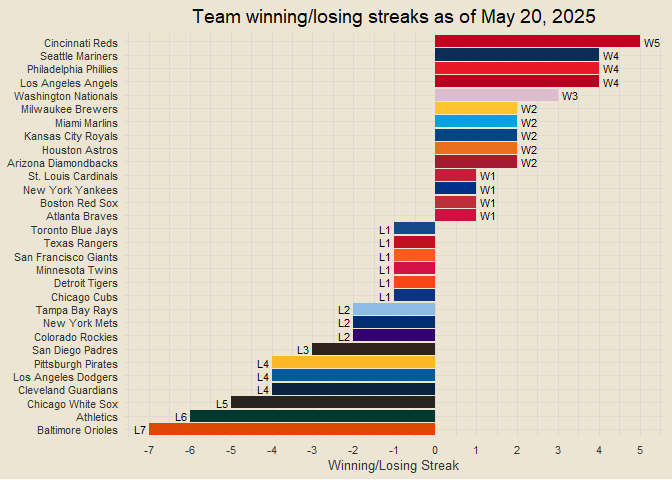 Team winning/losing streaks as of May 20, 2025
Cincinnati Reds W5
Seattle Mariners W4
Philadelphia Phillies W4
Los Angeles Angels W4
Washington Nationals W3
Milwaukee Brewers W2
Miami Marlins W2
Kansas City Royals W2
Houston Astros W2
Arizona Diamondbacks W2
St. Louis Cardinals W1
New York Yankees W1
Boston Red Sox W1
Atlanta Braves W1
Toronto Blue Jays L1
Texas Rangers L1
San Francisco Giants L1
Minnesota Twins L1
Detroit Tigers L1
Chicago Cubs L1
Tampa Bay Rays L2
New York Mets L2
Colorado Rockies L2
San Diego Padres L3
Pittsburgh Pirates L4
Los Angeles Dodgers L4
Cleveland Guardians L4
Chicago White Sox L5
Athletics L6
Baltimore Orioles L7
-7 -6 -5 -4 -3 -2 -1 0 1 2 3 4 5
Winning/Losing Streak